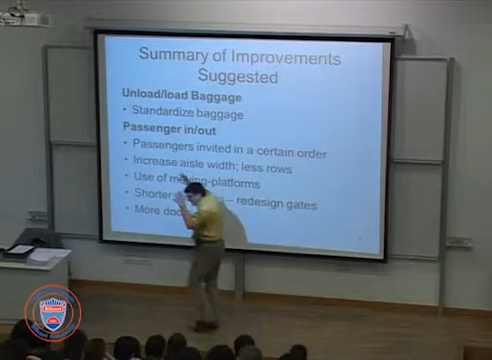 Summary of Improvements
Suggested
Unload/load Baggage
• Standardize baggage
Passenger in/out
• Passengers invited in a certain order
• Increase aisle width; less rows
• Use of moving-platforms
• Shorter – redesign gates
• More